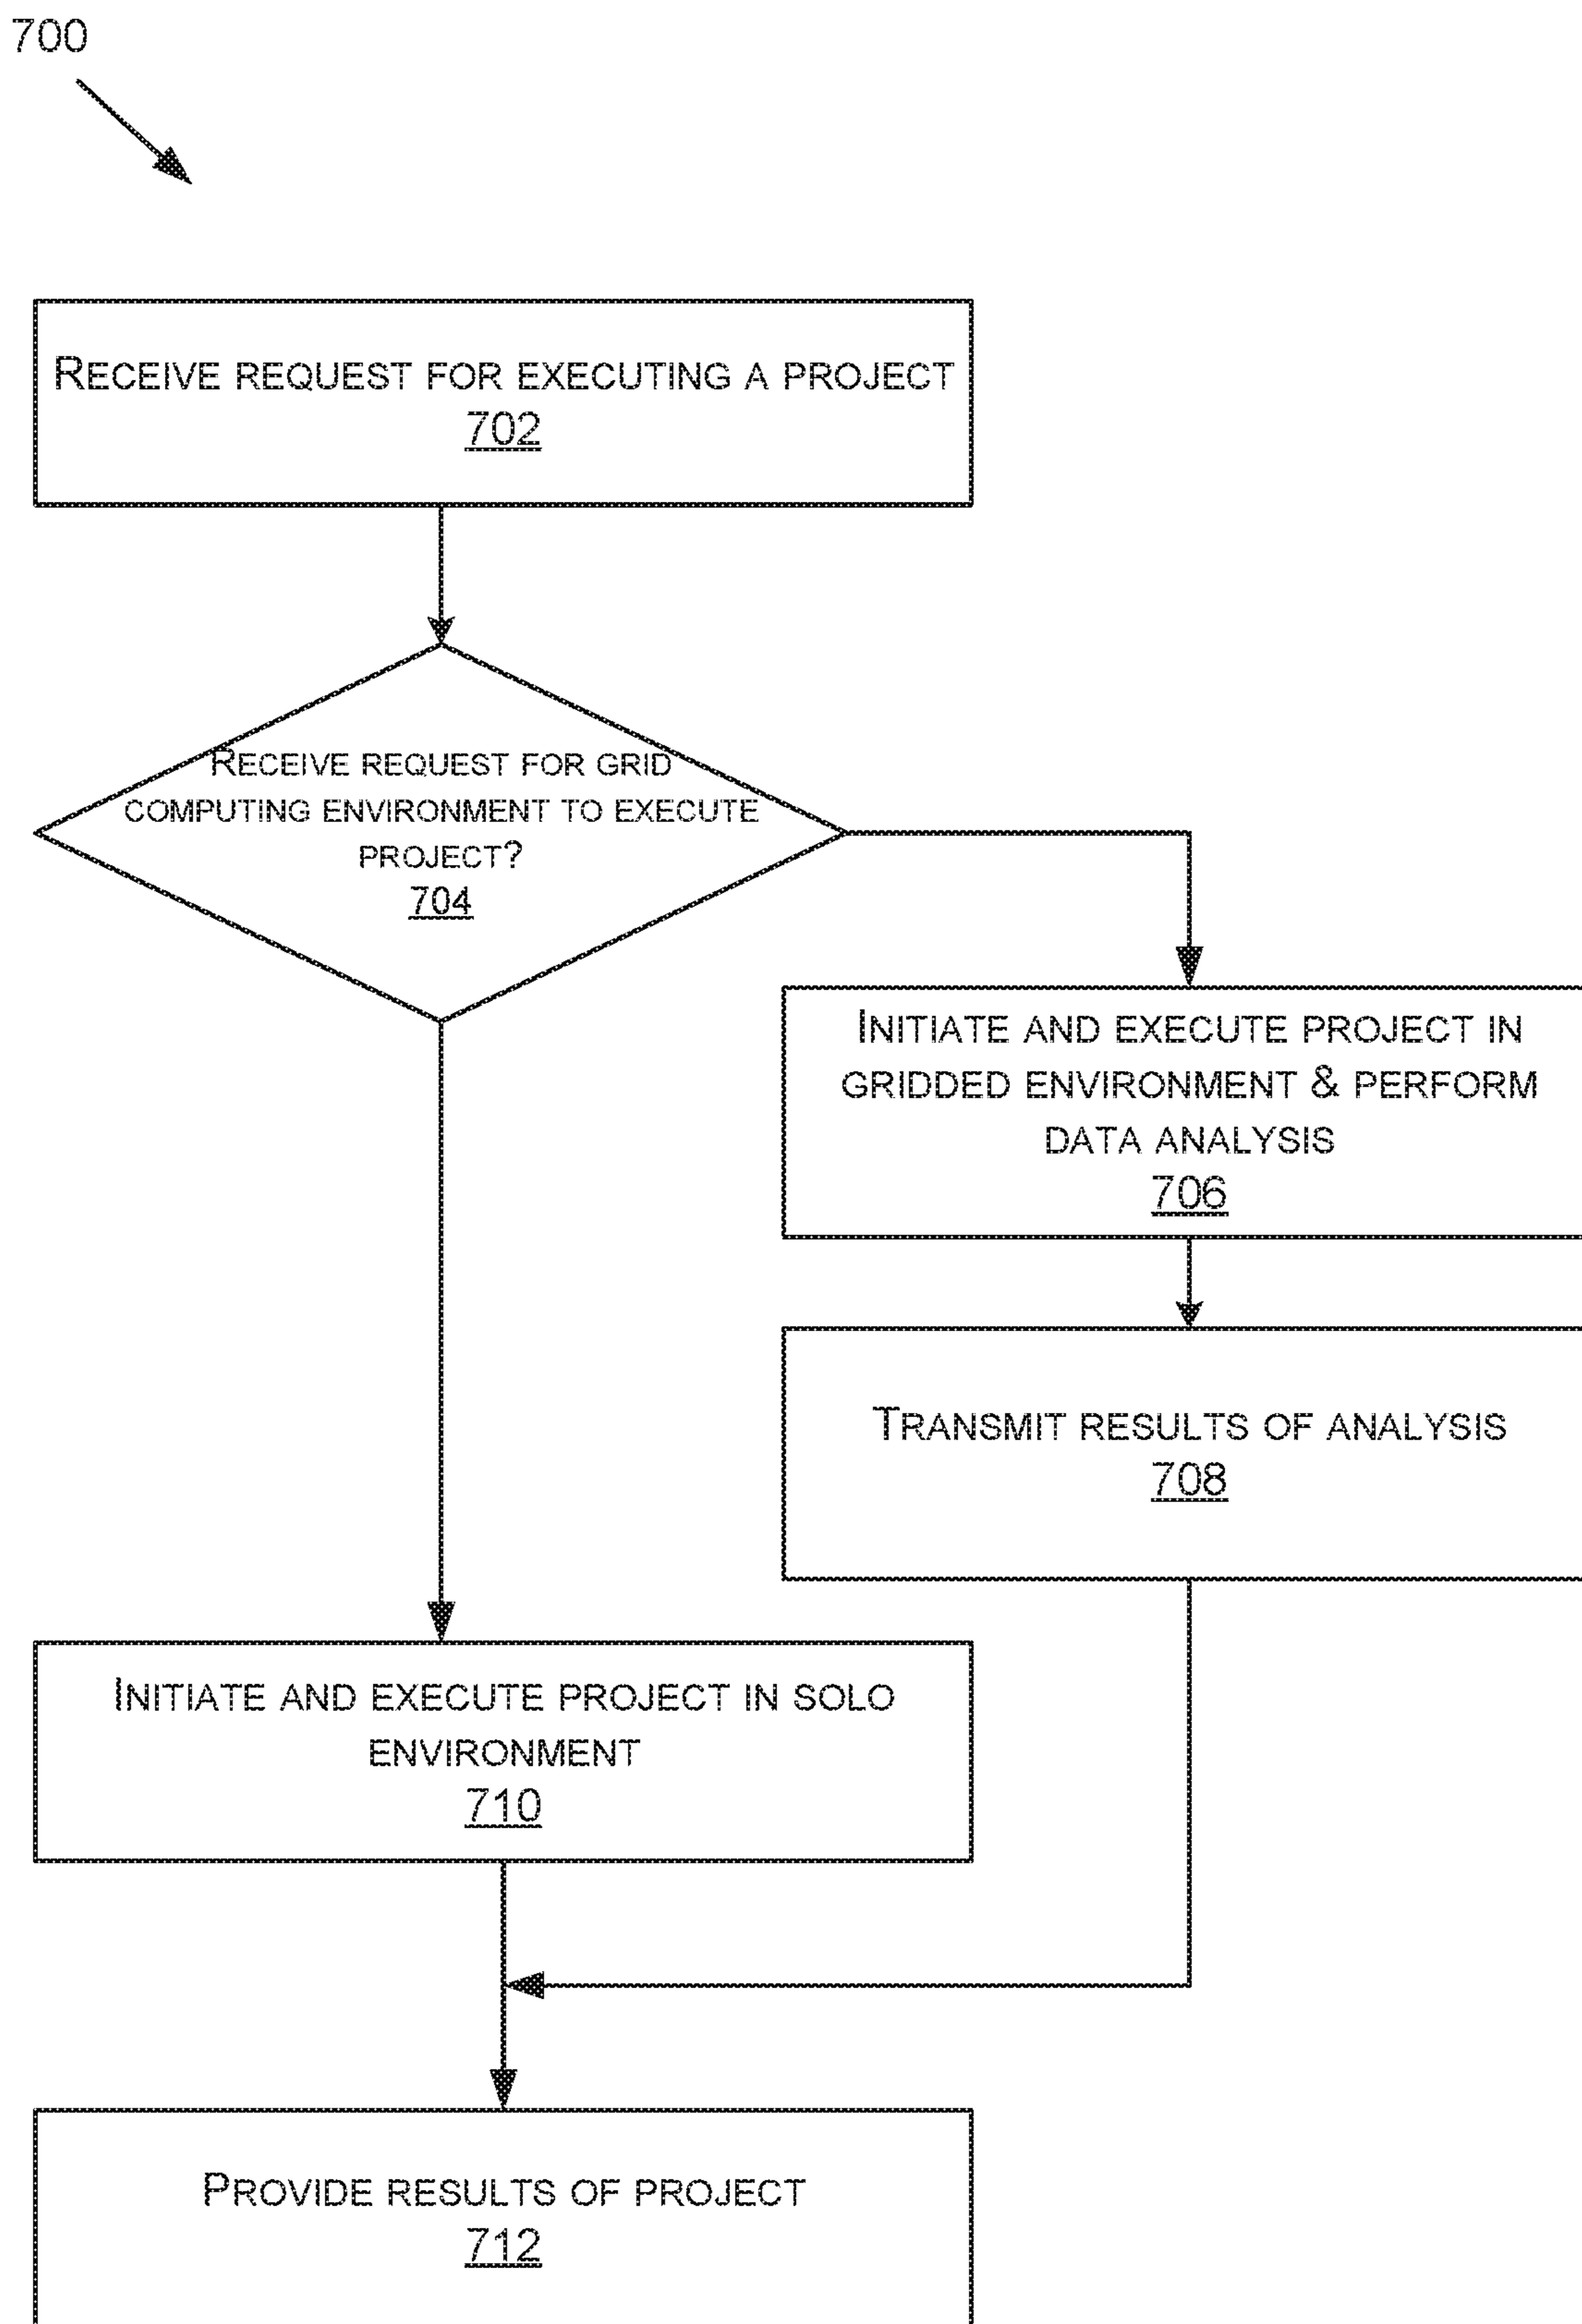 700
RECEIVE REQUEST FOR EXECUTING A PROJECT
702
RECEIVE REQUEST FOR GRID
COMPUTING ENVIRONMENT TO EXECUTE
PROJECT?
704
INITIATE AND EXECUTE PROJECT IN
GRIDDED ENVIRONMENT & PERFORM
DATA ANALYSIS
706
TRANSMIT RESULTS OF ANALYSIS
708
INITIATE AND EXECUTE PROJECT IN SOLO
ENVIRONMENT
710
PROVIDE RESULTS OF PROJECT
712